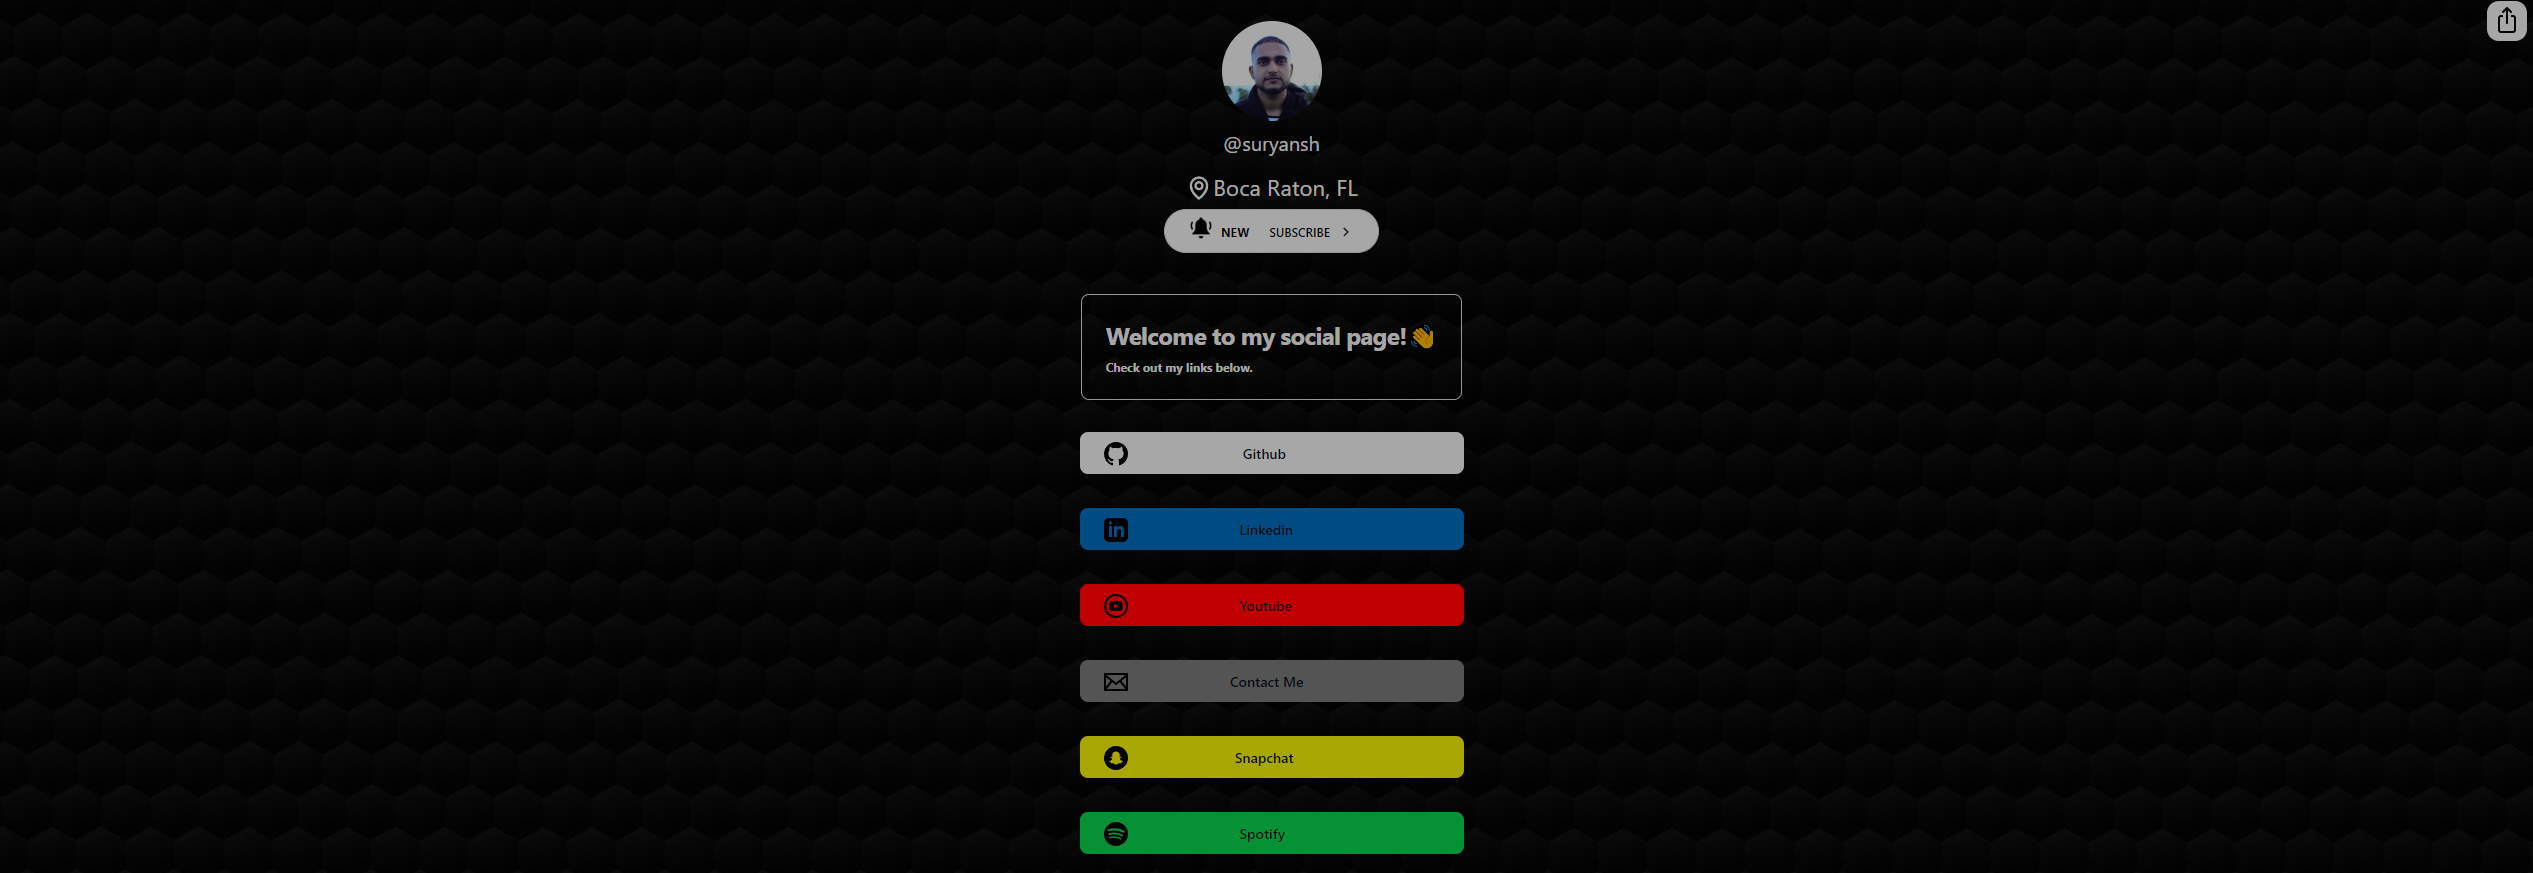 @suryansh
Boca Raton, FL
NEW SUBSCRIBE
Welcome to my social page! 👋
Check out my links below.
Github
Linkedin
Youtube
Contact Me
Snapchat
Spotify